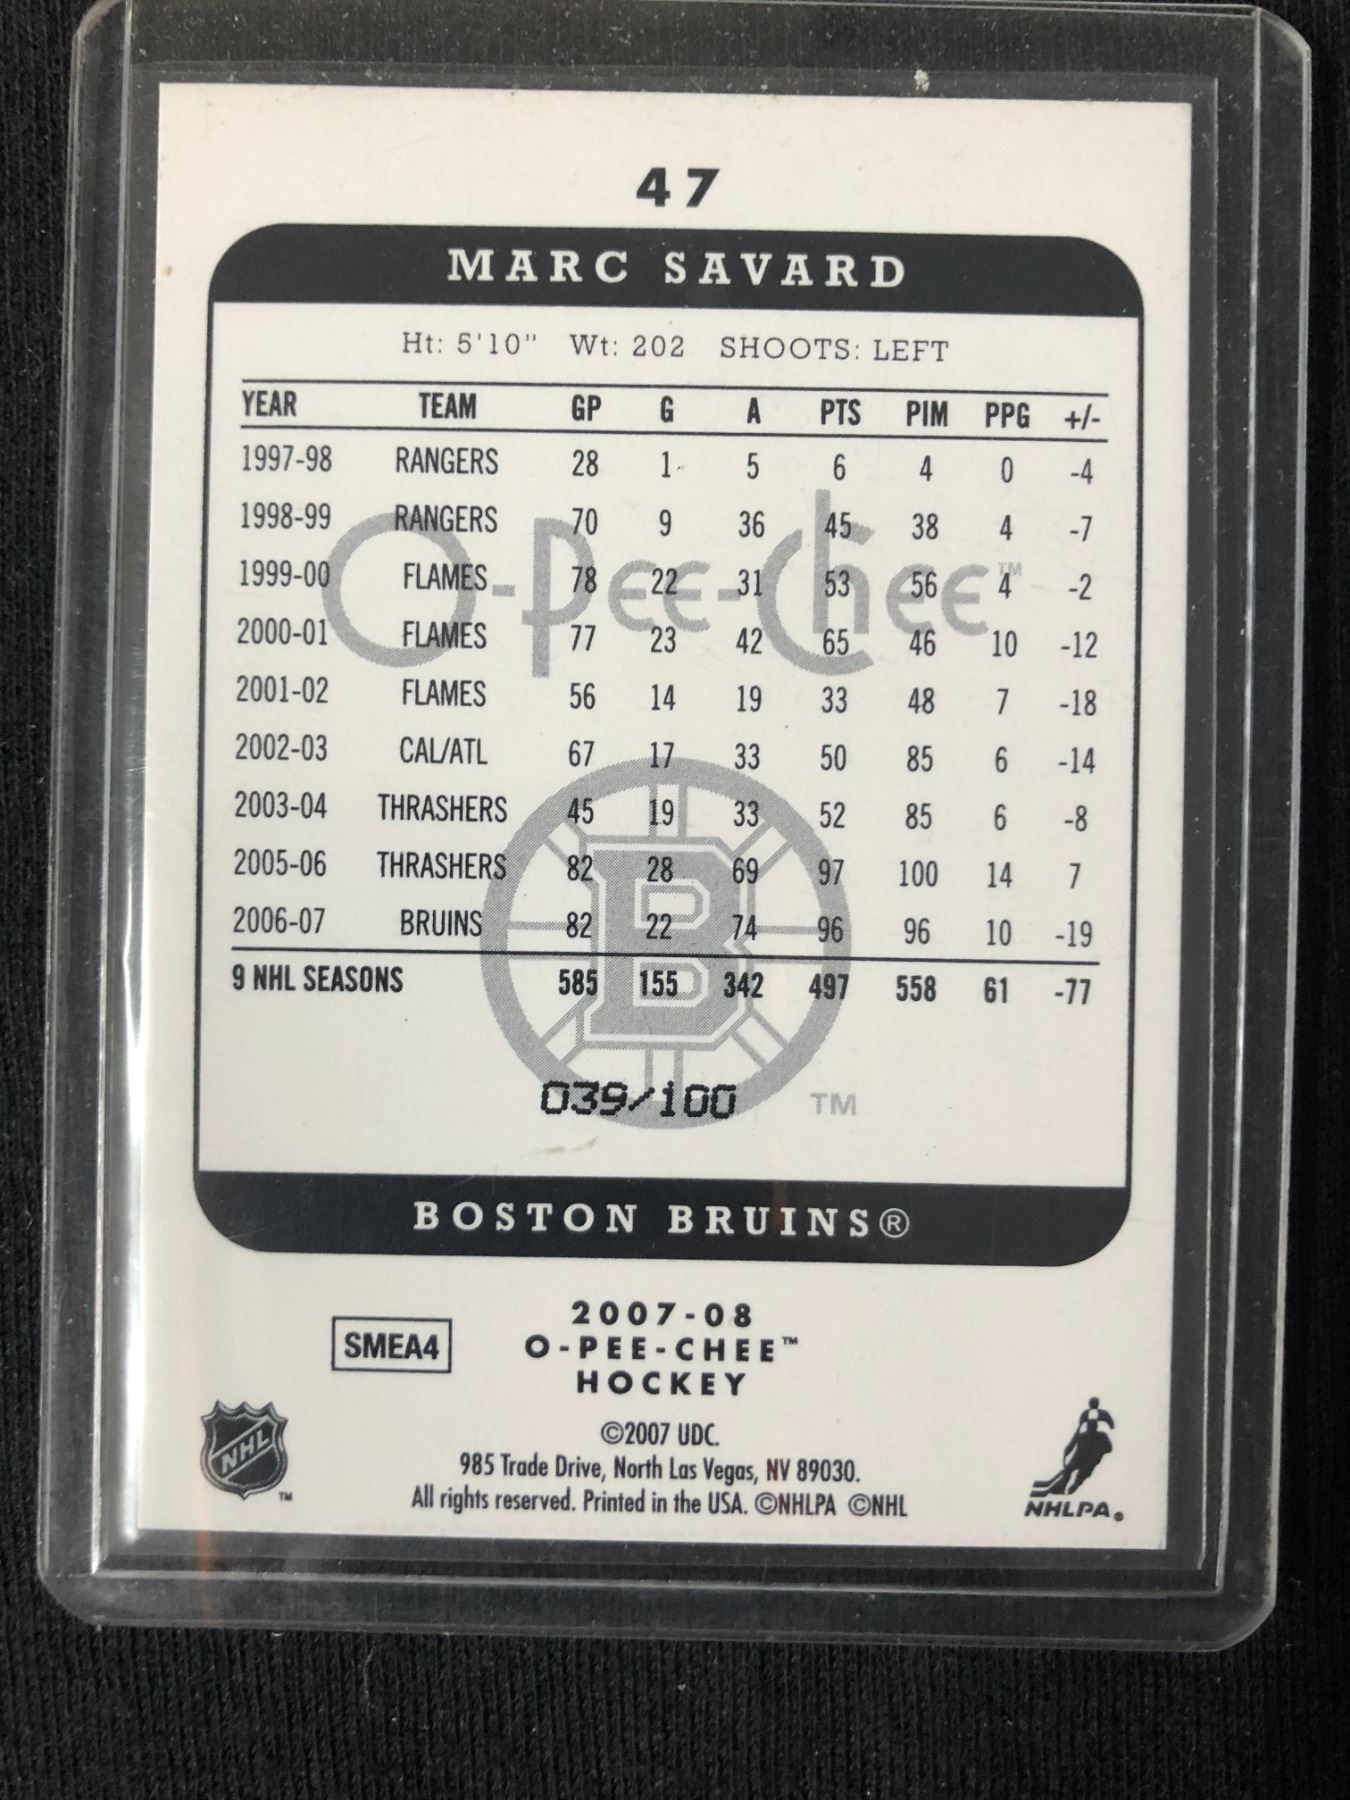 47
MARC SAVARD
Ht: 5'10" Wt: 202 SHOOTS: LEFT
YEAR TEAM GP G A PTS PIM PPG +/-
1997-98 RANGERS 28 1 5 6 4 0 -4
1998-99 RANGERS 70 9 36 45 38 4 -7
1999-00 FLAMES 78 22 31 53 56 4 -2
2000-01 FLAMES 77 23 42 65 46 10 -12
2001-02 FLAMES 56 14 19 33 48 7 -18
2002-03 CAL/ATL 67 17 33 50 85 6 -14
2003-04 THRASHERS 45 19 33 52 85 6 -8
2005-06 THRASHERS 82 28 69 97 100 14 7
2006-07 BRUINS 82 22 74 96 96 10 -19
9 NHL SEASONS 585 155 342 497 558 61 -77
O-Pee-Chee™
B
039/100 TM
BOSTON BRUINS®
SMEA4
2007-08
O-PEE-CHEE™
HOCKEY
©2007 UDC.
985 Trade Drive, North Las Vegas, NV 89030.
All rights reserved. Printed in the USA. ©NHLPA ©NHL
NHL TM
NHLPA®